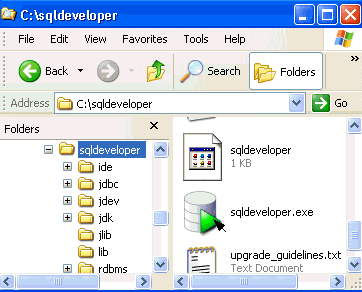 C:\sqldeveloper
File Edit View Favorites Tools Help
Back Search Folders
Address C:\sqldeveloper Go
Folders
sqldeveloper
ide
jdbc
jdev
jdk
jlib
lib
rdbms
sqldeveloper
1 KB
sqldeveloper.exe
upgrade_guidelines.txt
Text Document